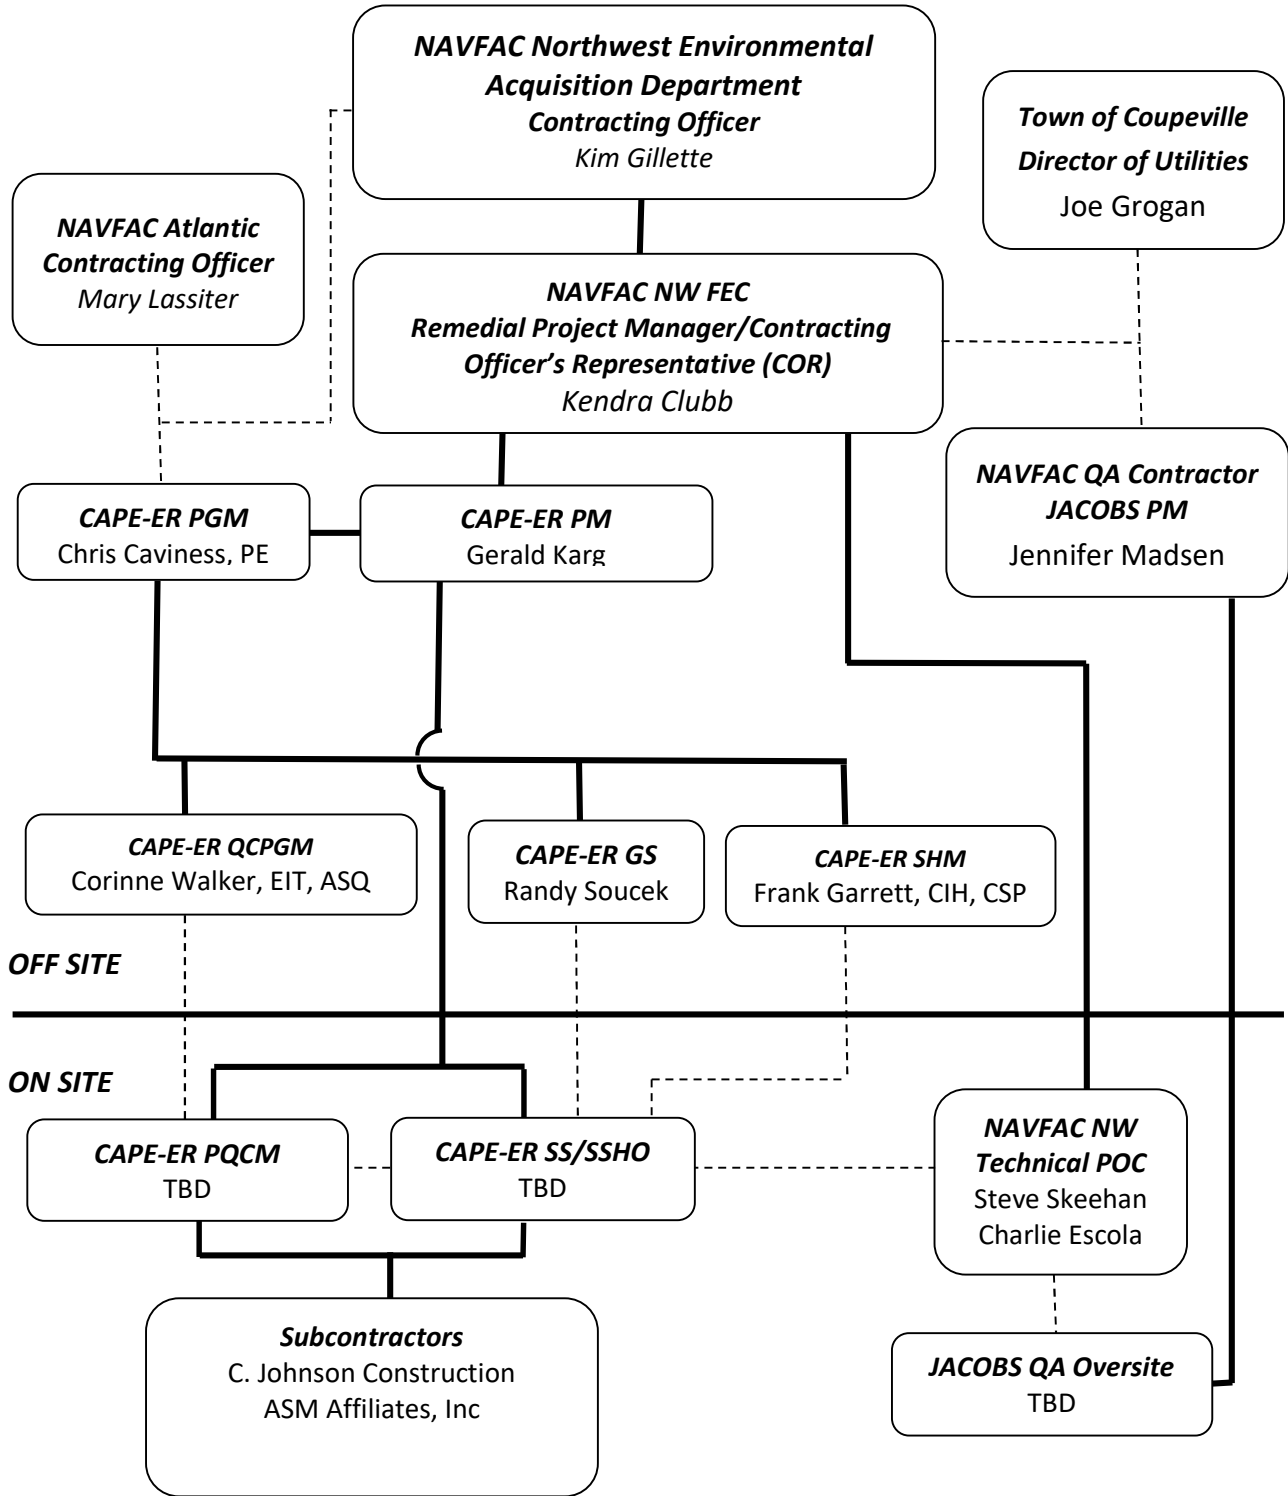 NAVFAC Northwest Environmental
Acquisition Department
Contracting Officer
Kim Gillette
Town of Coupeville
Director of Utilities
Joe Grogan
NAVFAC Atlantic
Contracting Officer
Mary Lassiter
NAVFAC NW FEC
Remedial Project Manager/Contracting
Officer’s Representative (COR)
Kendra Clubb
NAVFAC QA Contractor
JACOBS PM
Jennifer Madsen
CAPE-ER PGM
Chris Caviness, PE
CAPE-ER PM
Gerald Karg
CAPE-ER QCPGM
Corinne Walker, EIT, ASQ
CAPE-ER GS
Randy Soucek
CAPE-ER SHM
Frank Garrett, CIH, CSP
OFF SITE
ON SITE
CAPE-ER PQCM
TBD
CAPE-ER SS/SSHO
TBD
NAVFAC NW
Technical POC
Steve Skeehan
Charlie Escola
Subcontractors
C. Johnson Construction
ASM Affiliates, Inc
JACOBS QA Oversite
TBD